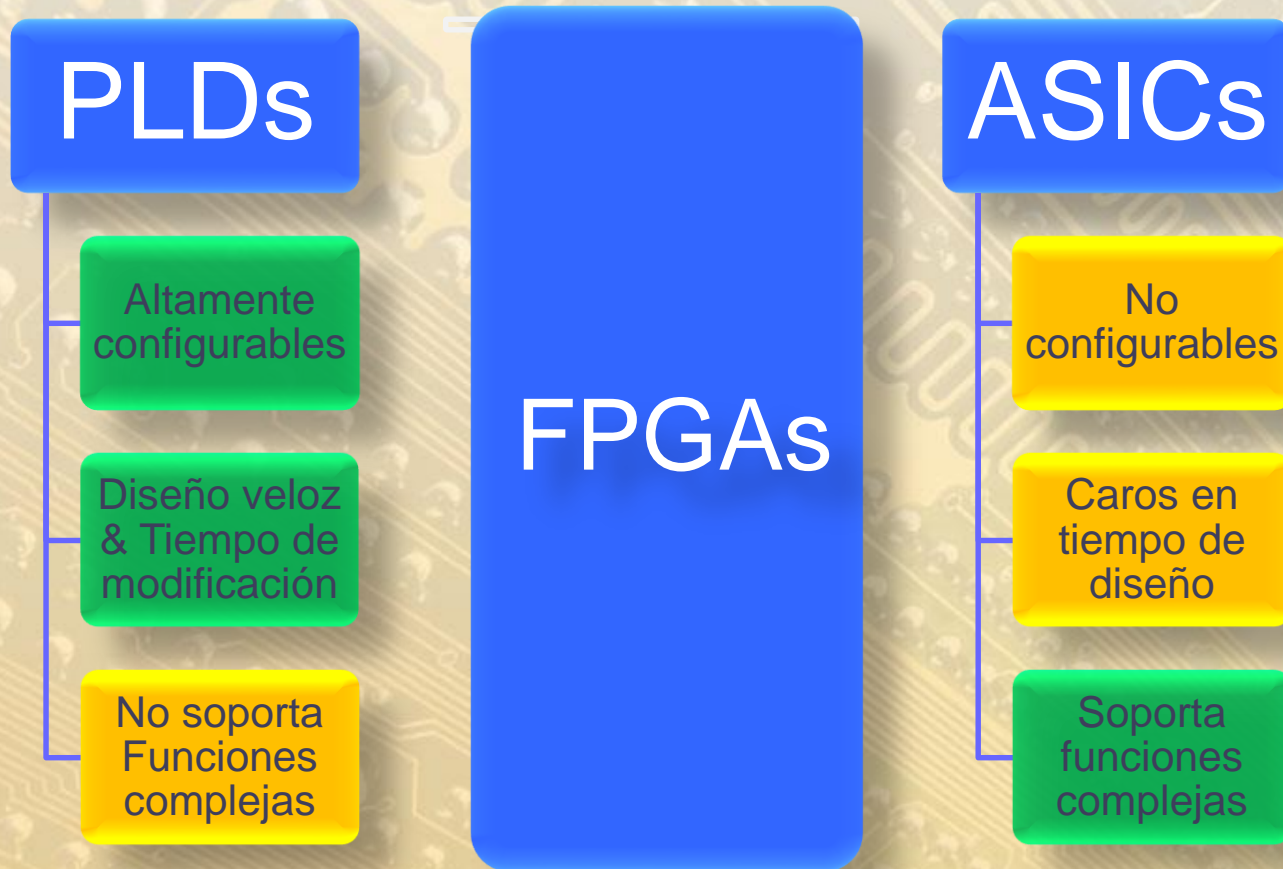 PLDs
Altamente
configurables
Diseño veloz
& Tiempo de
modificación
No soporta
Funciones
complejas
FPGAs
ASICs
No
configurables
Caros en
tiempo de
diseño
Soporta
funciones
complejas